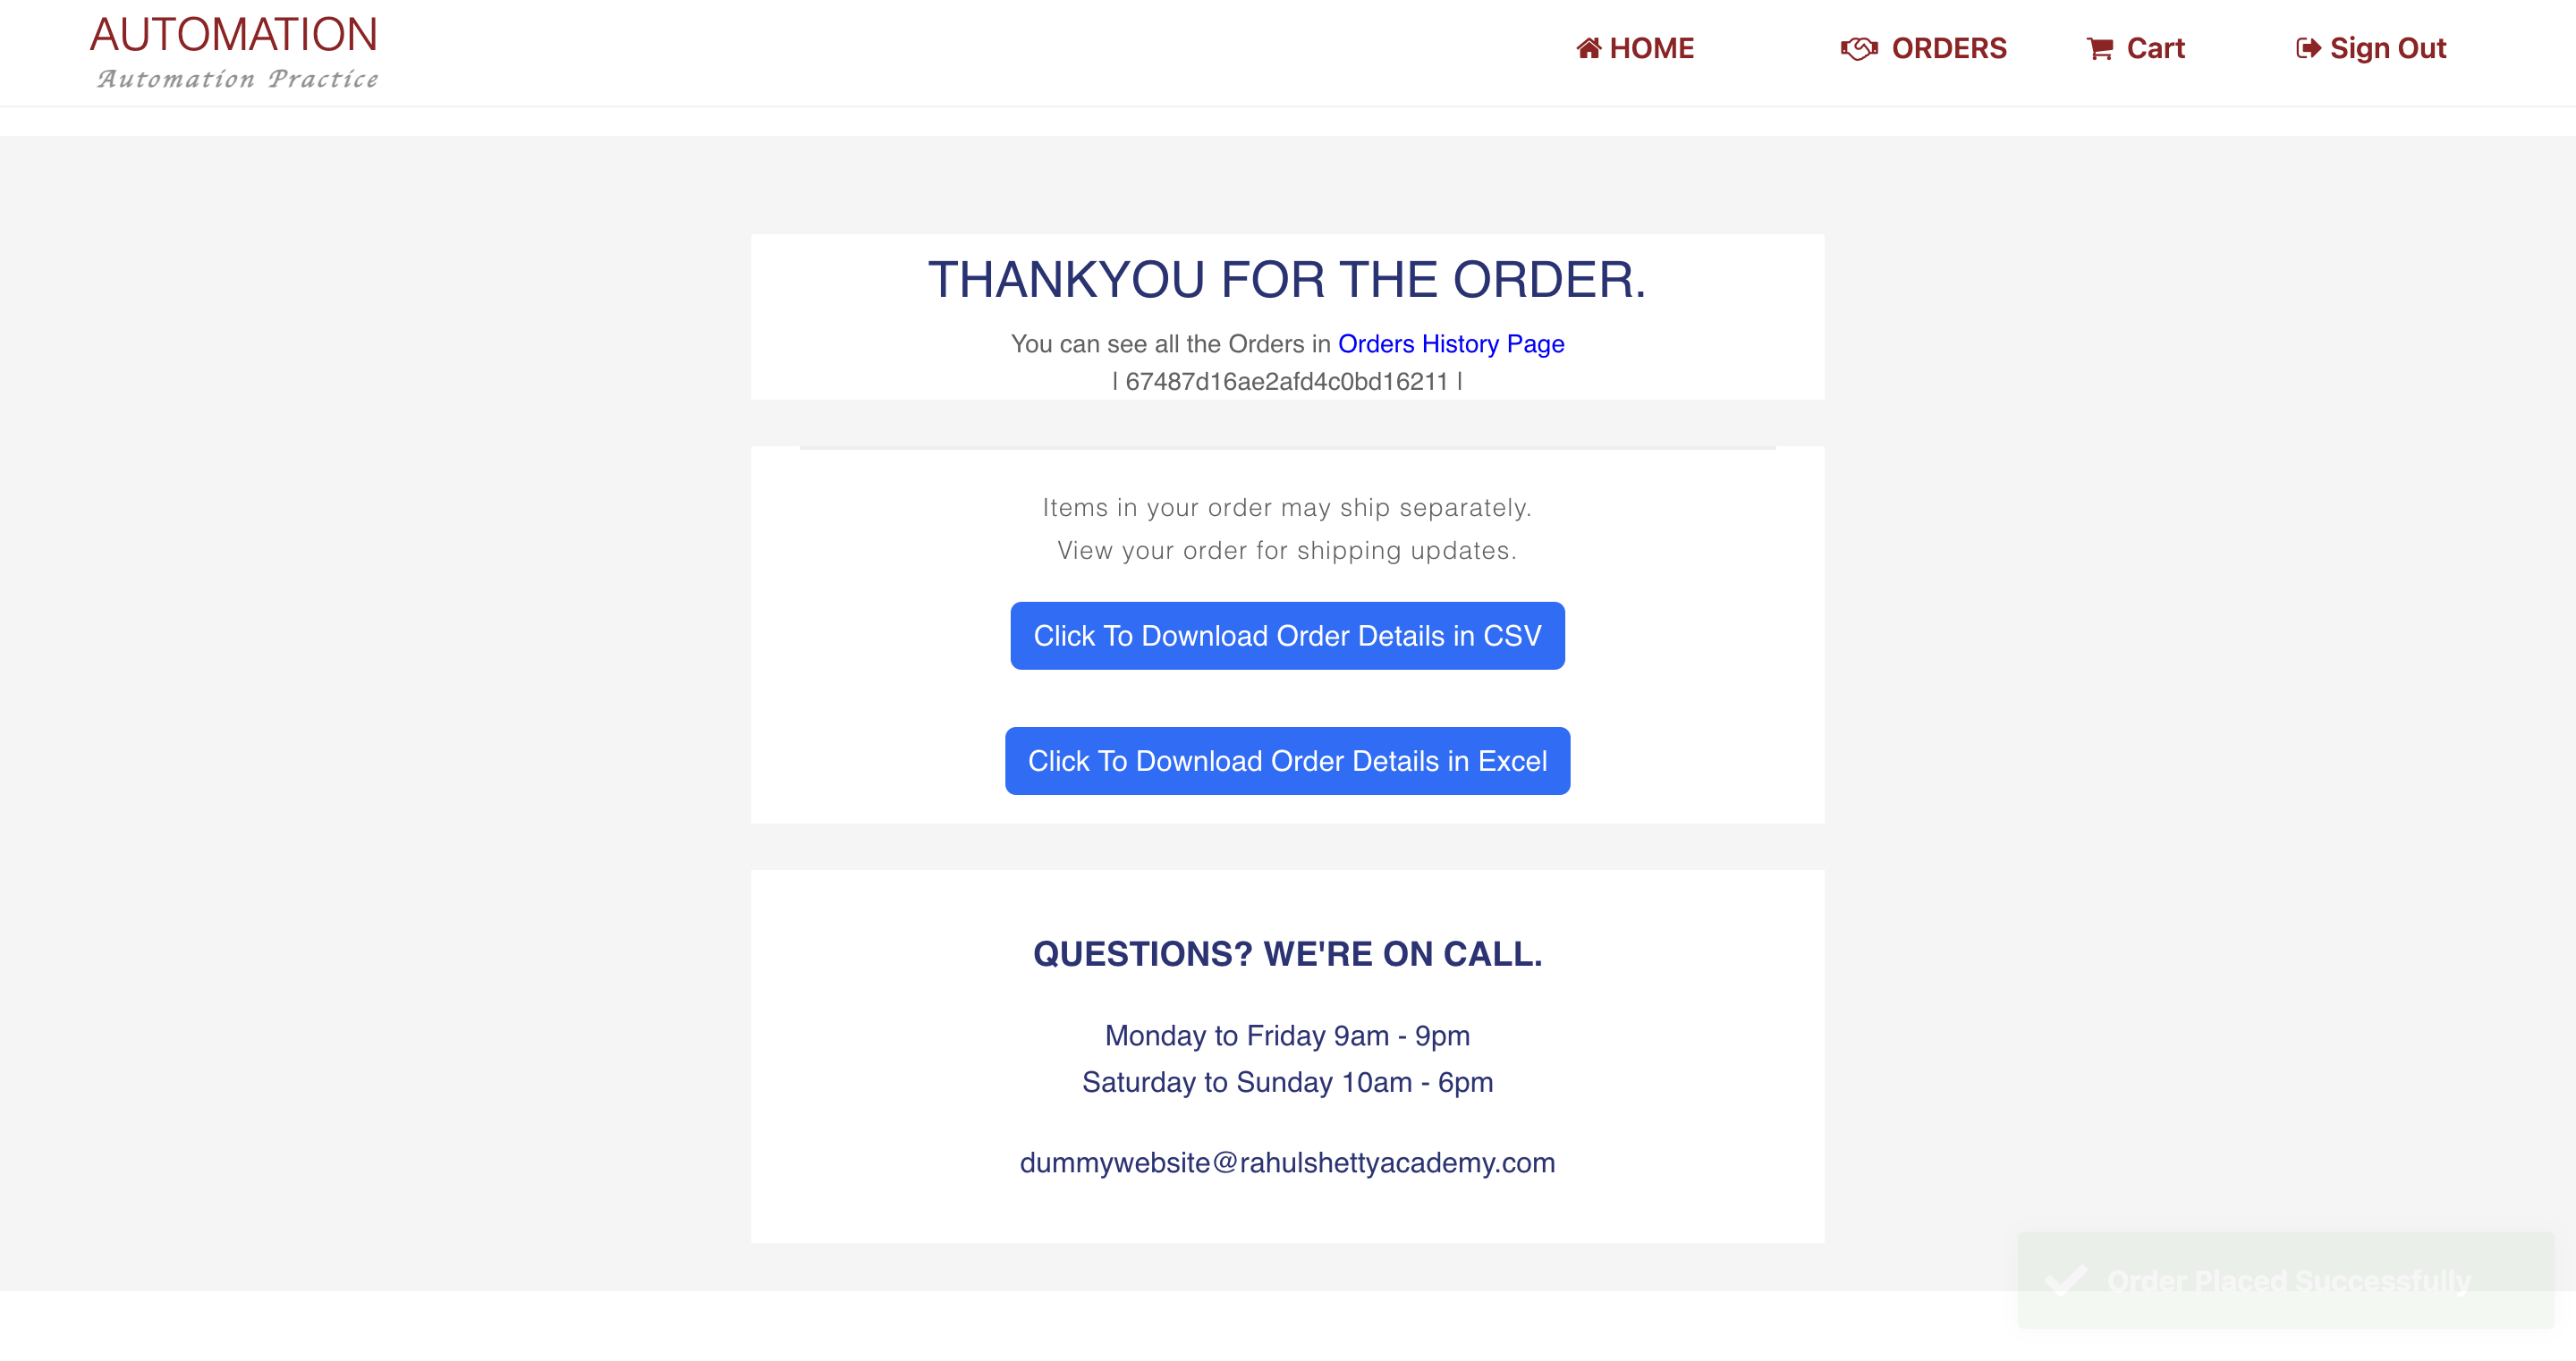 AUTOMATION
Automation Practice
HOME
ORDERS
Cart
Sign Out
THANKYOU FOR THE ORDER.
You can see all the Orders in Orders History Page
| 67487d16ae2afd4c0bd16211 |
Items in your order may ship separately.
View your order for shipping updates.
Click To Download Order Details in CSV
Click To Download Order Details in Excel
QUESTIONS? WE'RE ON CALL.
Monday to Friday 9am - 9pm
Saturday to Sunday 10am - 6pm
dummywebsite@rahulshettyacademy.com
Order Placed Successfully